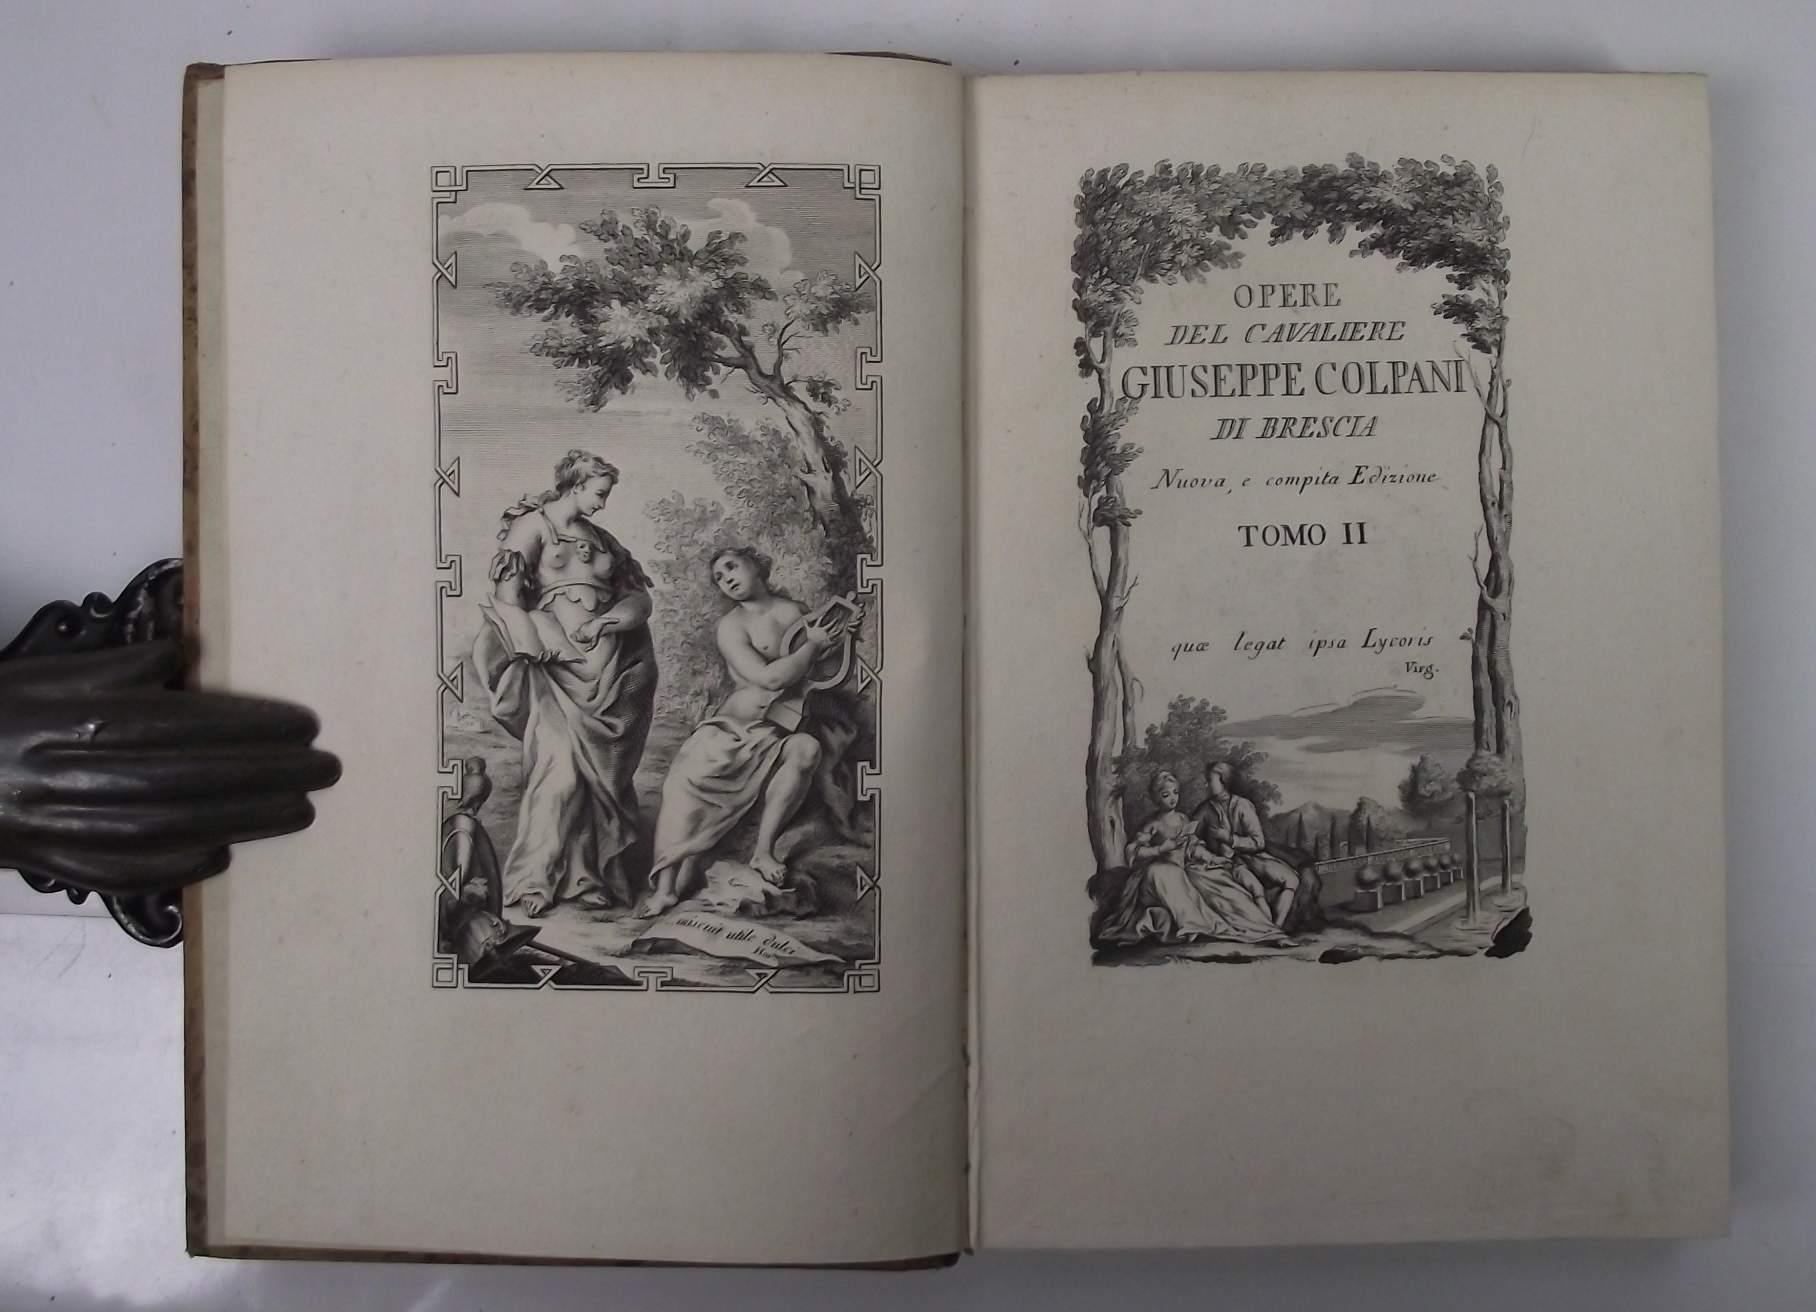 miscuit utile dulci
Hor
OPERE
DEL CAVALIERE
GIUSEPPE COLPANI
DI BRESCIA
Nuova, e compita Edizione
TOMO II
quæ legat ipsa Lycoris
Virg.